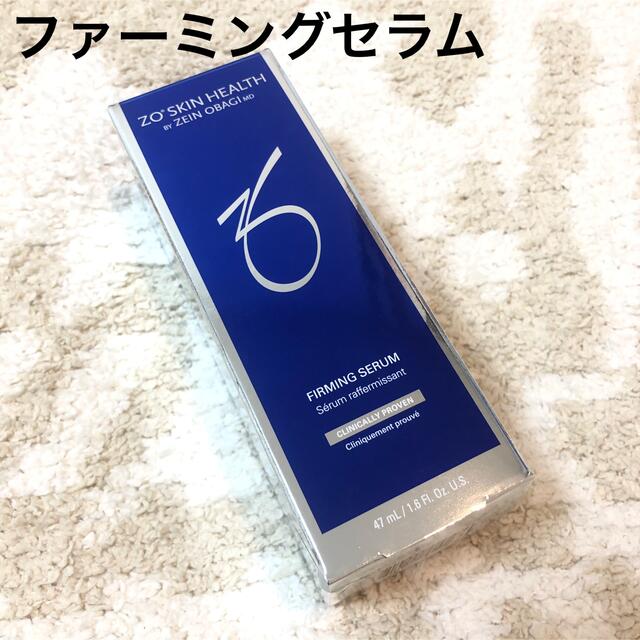 ファーミングセラム
ZO® SKIN HEALTH
BY ZEIN OBAGI MD
FIRMING SERUM
Sérum raffermissant
CLINICALLY PROVEN
Cliniquement prouvé
47 mL / 1.6 Fl. Oz. U.S.